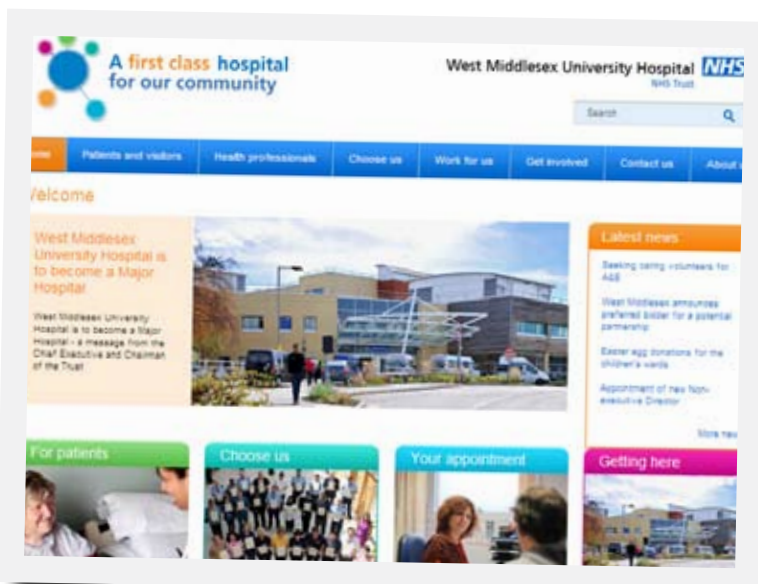 A first class hospital
for our community
West Middlesex University Hospital NHS
NHS Trust
Search
Patients and visitors
Health professionals
Choose us
Work for us
Get involved
Contact us
About
Welcome
West Middlesex
University Hospital is
to become a Major
Hospital
West Middlesex University
Hospital is to become a Major
Hospital - a message from the
Chief Executive and Chairman
of the Trust
Latest news
Seeking caring volunteers for
A&E
West Middlesex announces
preferred bidder for a potential
partnership
Easter egg donations for the
children's wards
Appointment of new Non-
executive Director
More new
For patients
Choose us
Your appointment
Getting here